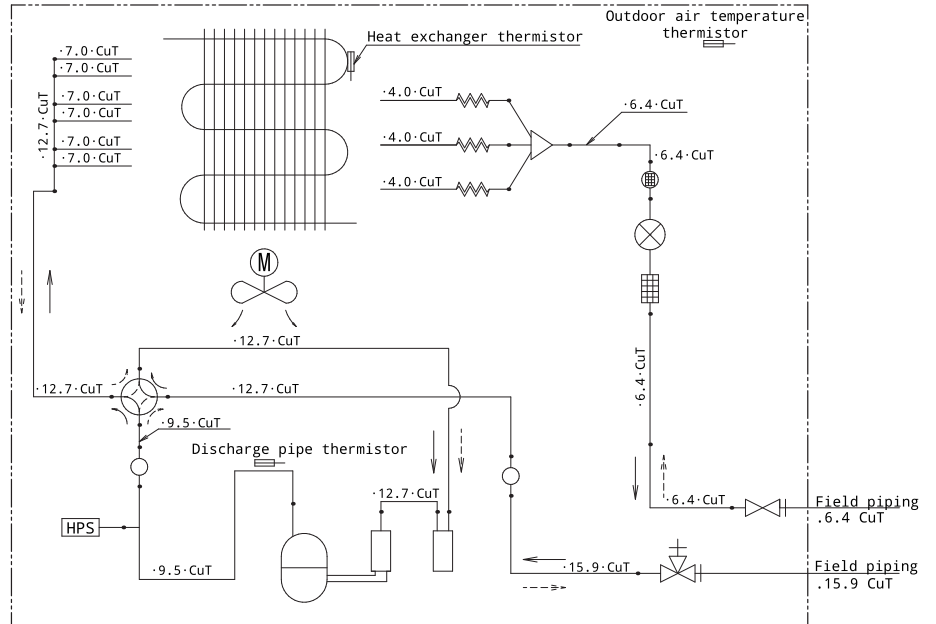 Outdoor air temperature
thermistor
Heat exchanger thermistor
·7.0·CuT
·7.0·CuT
·7.0·CuT
·7.0·CuT
·7.0·CuT
·7.0·CuT
·12.7·CuT
·4.0·CuT
·4.0·CuT
·4.0·CuT
·6.4·CuT
·6.4·CuT
M
·12.7·CuT
·6.4·CuT
·12.7·CuT
·12.7·CuT
·9.5·CuT
Discharge pipe thermistor
·12.7·CuT
·6.4·CuT
Field piping
.6.4 CuT
HPS
·9.5·CuT
·15.9·CuT
Field piping
.15.9 CuT